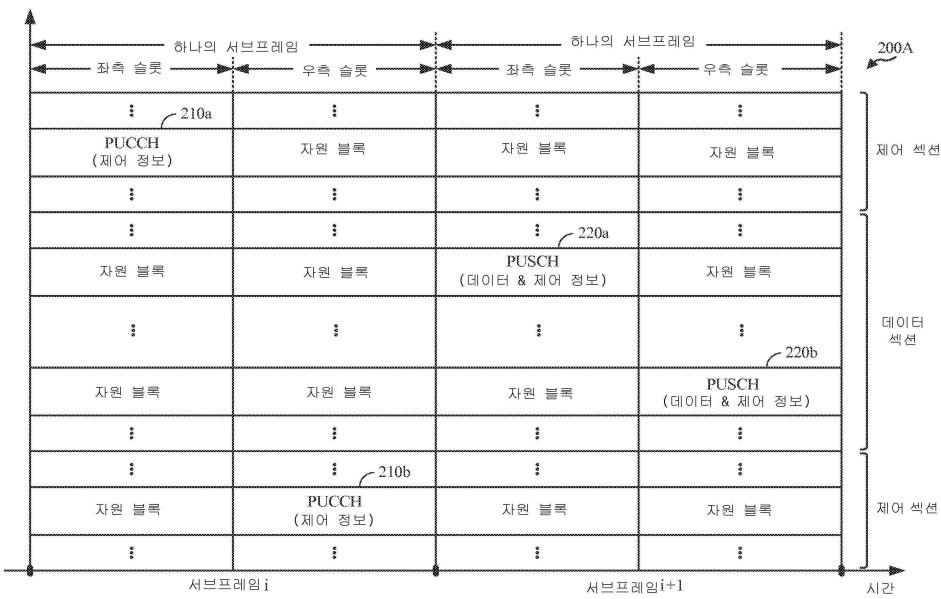 하나의 서브프레임
하나의 서브프레임
200A
좌측 슬롯
우측 슬롯
좌측 슬롯
우측 슬롯
210a
PUCCH
(제어 정보)
자원 블록
자원 블록
자원 블록
제어 섹션
220a
자원 블록
자원 블록
PUSCH
(데이터 & 제어 정보)
자원 블록
데이터
섹션
220b
자원 블록
자원 블록
자원 블록
PUSCH
(데이터 & 제어 정보)
210b
자원 블록
PUCCH
(제어 정보)
자원 블록
자원 블록
제어 섹션
서브프레임i
서브프레임i+1
시간